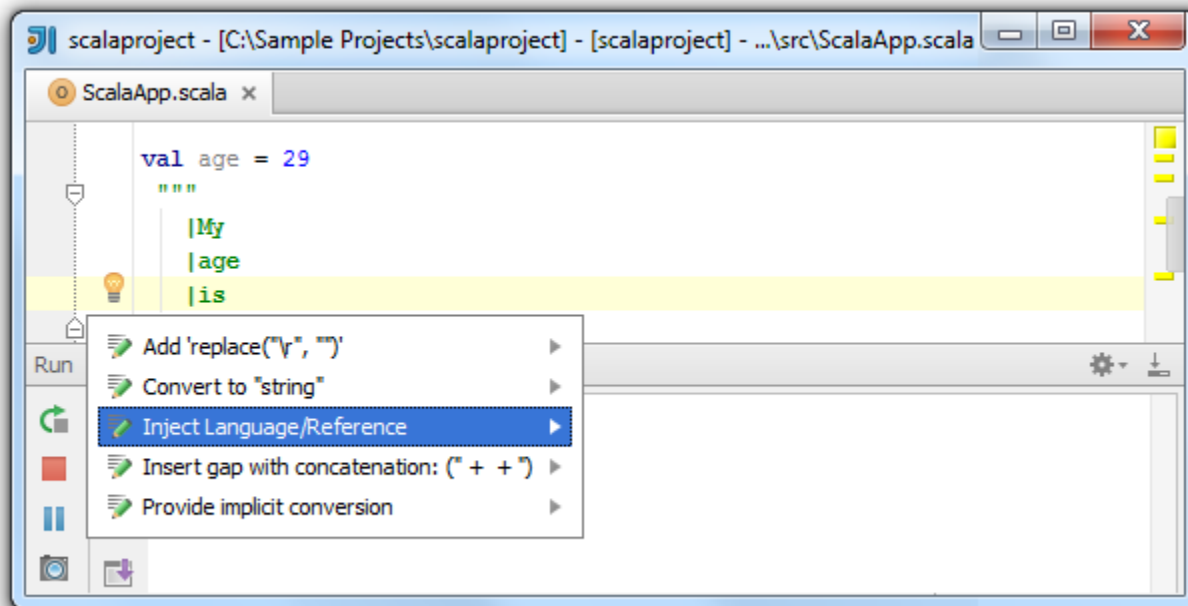 scalaproject - [C:\Sample Projects\scalaproject] - [scalaproject] - ...\src\ScalaApp.scala
ScalaApp.scala
val age = 29
"""
|My
|age
|is
Add 'replace("\r", "")'
Run
Convert to "string"
Inject Language/Reference
Insert gap with concatenation: (" + + ")
Provide implicit conversion